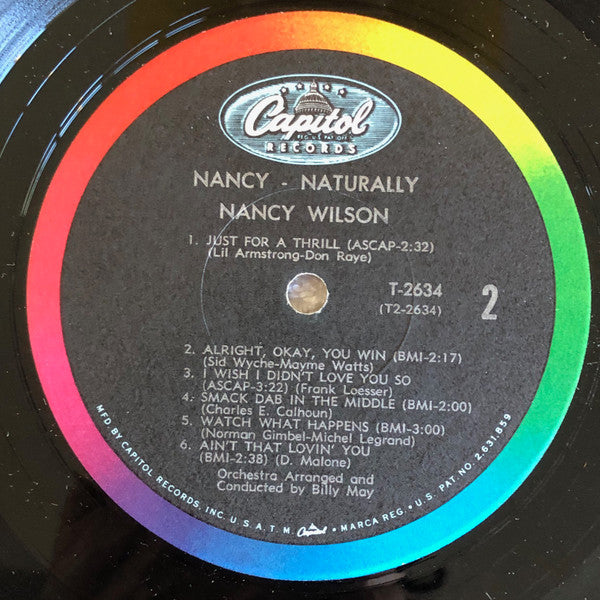 Capitol
REG. U.S. PAT. OFF.
RECORDS
NANCY - NATURALLY
NANCY WILSON
1. JUST FOR A THRILL (ASCAP-2:32)
(Lil Armstrong-Don Raye)
T-2634
(T2-2634)
2
2. ALRIGHT, OKAY, YOU WIN (BMI-2:17)
(Sid Wyche-Mayme Watts)
3. I WISH I DIDN'T LOVE YOU SO
(ASCAP-3:22) (Frank Loesser)
4. SMACK DAB IN THE MIDDLE (BMI-2:00)
(Charles E. Calhoun)
5. WATCH WHAT HAPPENS (BMI-3:00)
(Norman Gimbel-Michel Legrand)
6. AIN'T THAT LOVIN' YOU
(BMI-2:38) (D. Malone)
Orchestra Arranged and
Conducted by Billy May
MFD. BY CAPITOL RECORDS, INC. U.S.A. T.M. Capitol • MARCA REG. • U.S. PAT. NO. 2,631,859